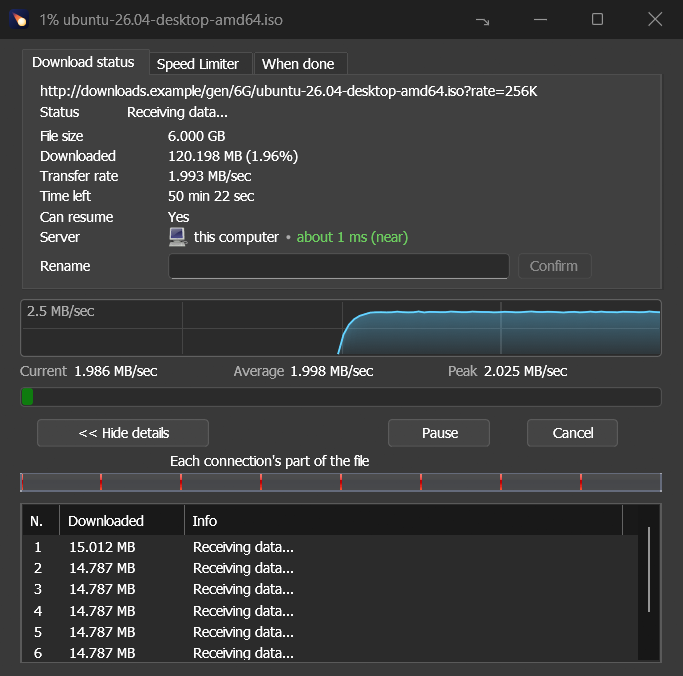 1% ubuntu-26.04-desktop-amd64.iso
Download status Speed Limiter When done
http://downloads.example/gen/6G/ubuntu-26.04-desktop-amd64.iso?rate=256K
Status Receiving data...
File size 6.000 GB
Downloaded 120.198 MB (1.96%)
Transfer rate 1.993 MB/sec
Time left 50 min 22 sec
Can resume Yes
Server this computer • about 1 ms (near)
Rename Confirm
2.5 MB/sec
Current 1.986 MB/sec Average 1.998 MB/sec Peak 2.025 MB/sec
<< Hide details Pause Cancel
Each connection's part of the file
N. Downloaded Info
1 15.012 MB Receiving data...
2 14.787 MB Receiving data...
3 14.787 MB Receiving data...
4 14.787 MB Receiving data...
5 14.787 MB Receiving data...
6 14.787 MB Receiving data...